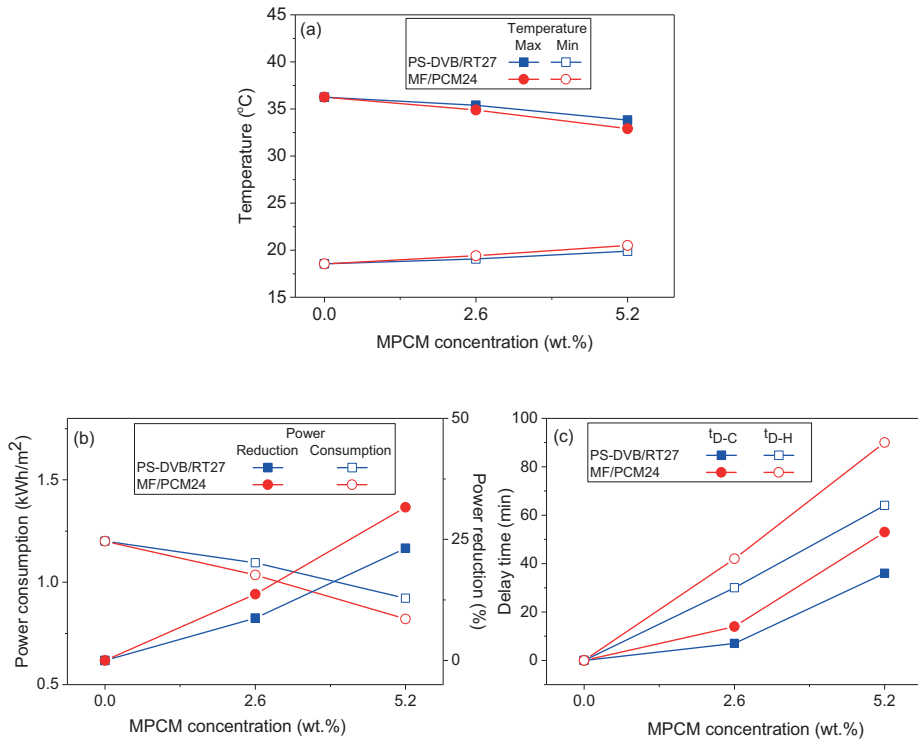 (a)
Temperature
Max Min
PS-DVB/RT27
MF/PCM24
45
40
35
30
25
20
15
Temperature (°C)
0.0 2.6 5.2
MPCM concentration (wt.%)
(b)
Power
Reduction Consumption
PS-DVB/RT27
MF/PCM24
1.5
1.2
1.0
0.5
Power consumption (kWh/m²)
50
25
0
Power reduction (%)
0.0 2.6 5.2
MPCM concentration (wt.%)
(c)
tD-C tD-H
PS-DVB/RT27
MF/PCM24
100
80
60
40
20
0
Delay time (min)
0.0 2.6 5.2
MPCM concentration (wt.%)